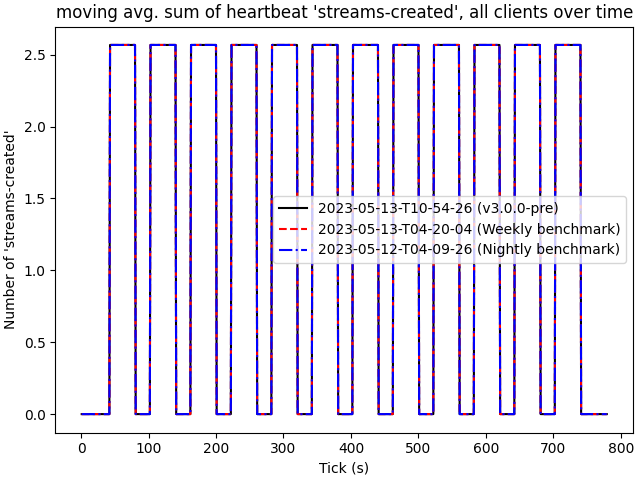 moving avg. sum of heartbeat 'streams-created', all clients over time
Number of 'streams-created'
2.5
2.0
1.5
1.0
0.5
0.0
2023-05-13-T10-54-26 (v3.0.0-pre)
2023-05-13-T04-20-04 (Weekly benchmark)
2023-05-12-T04-09-26 (Nightly benchmark)
0 100 200 300 400 500 600 700 800
Tick (s)